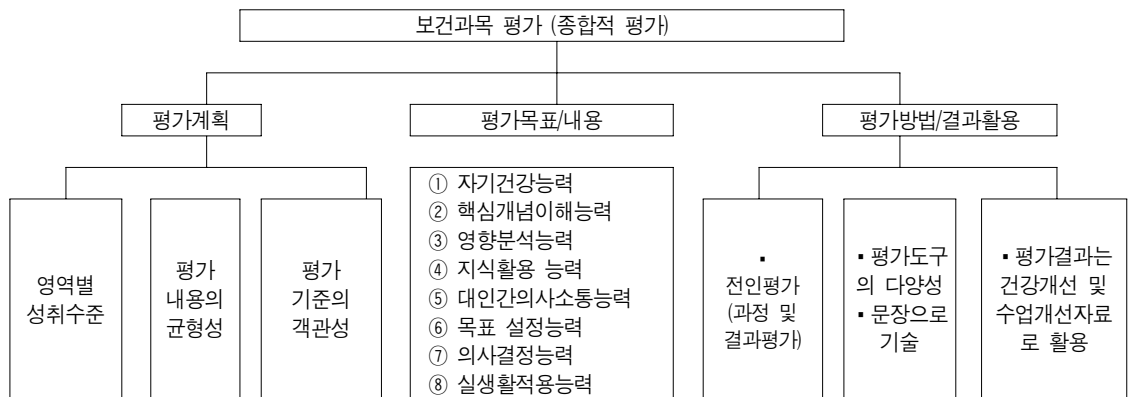 보건과목 평가 (종합적 평가)
평가계획
평가목표/내용
평가방법/결과활용
영역별
성취수준
평가
내용의
균형성
평가
기준의
객관성
① 자기건강능력
② 핵심개념이해능력
③ 영향분석능력
④ 지식활용 능력
⑤ 대인간의사소통능력
⑥ 목표 설정능력
⑦ 의사결정능력
⑧ 실생활적용능력
▪
전인평가
(과정 및
결과평가)
▪평가도구
의 다양성
▪문장으로
기술
▪평가결과는
건강개선 및
수업개선자료
로 활용